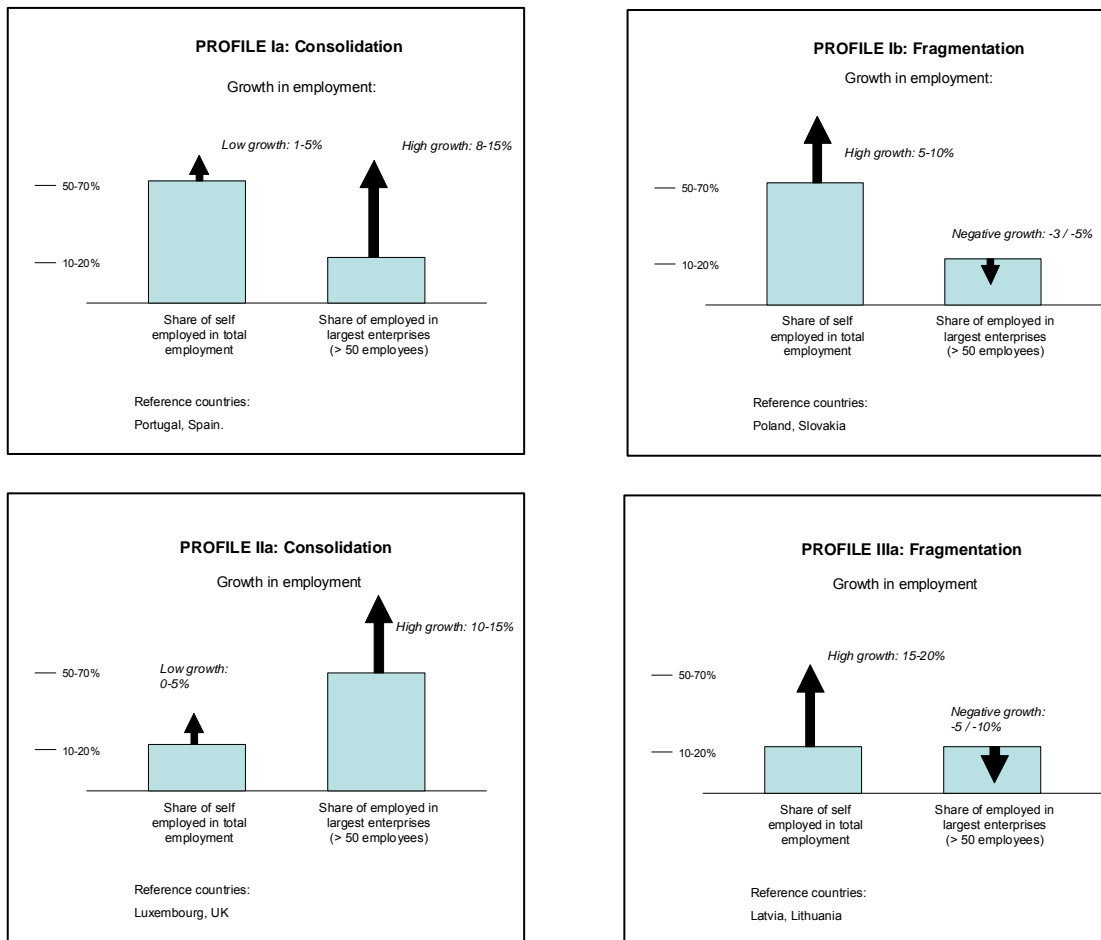 PROFILE Ia: Consolidation
Growth in employment:
Low growth: 1-5%
High growth: 8-15%
50-70%
10-20%
Share of self
employed in total
employment
Share of employed in
largest enterprises
(> 50 employees)
Reference countries:
Portugal, Spain.
PROFILE Ib: Fragmentation
Growth in employment:
High growth: 5-10%
50-70%
Negative growth: -3 / -5%
10-20%
Share of self
employed in total
employment
Share of employed in
largest enterprises
(> 50 employees)
Reference countries:
Poland, Slovakia
PROFILE IIa: Consolidation
Growth in employment
High growth: 10-15%
Low growth:
0-5%
50-70%
10-20%
Share of self
employed in total
employment
Share of employed in
largest enterprises
(> 50 employees)
Reference countries:
Luxembourg, UK
PROFILE IIIa: Fragmentation
Growth in employment
High growth: 15-20%
50-70%
Negative growth:
-5 / -10%
10-20%
Share of self
employed in total
employment
Share of employed in
largest enterprises
(> 50 employees)
Reference countries:
Latvia, Lithuania